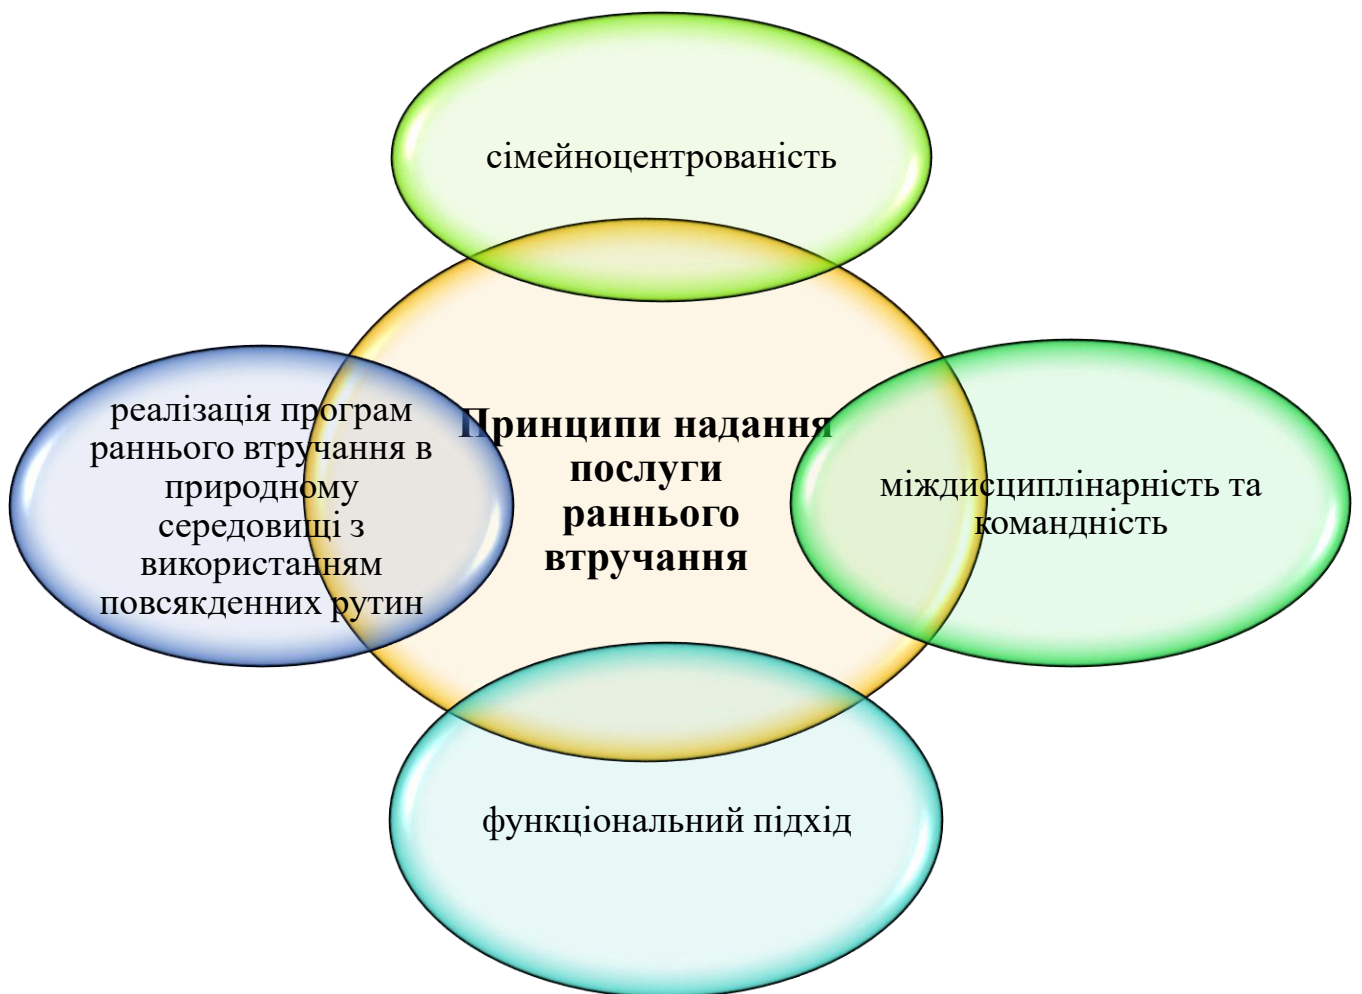 сімейноцентрованість
реалізація програм
раннього втручання в
природному
середовищі з
використанням
повсякденних рутин
Принципи надання
послуги
раннього
втручання
міждисциплінарність та
командність
функціональний підхід